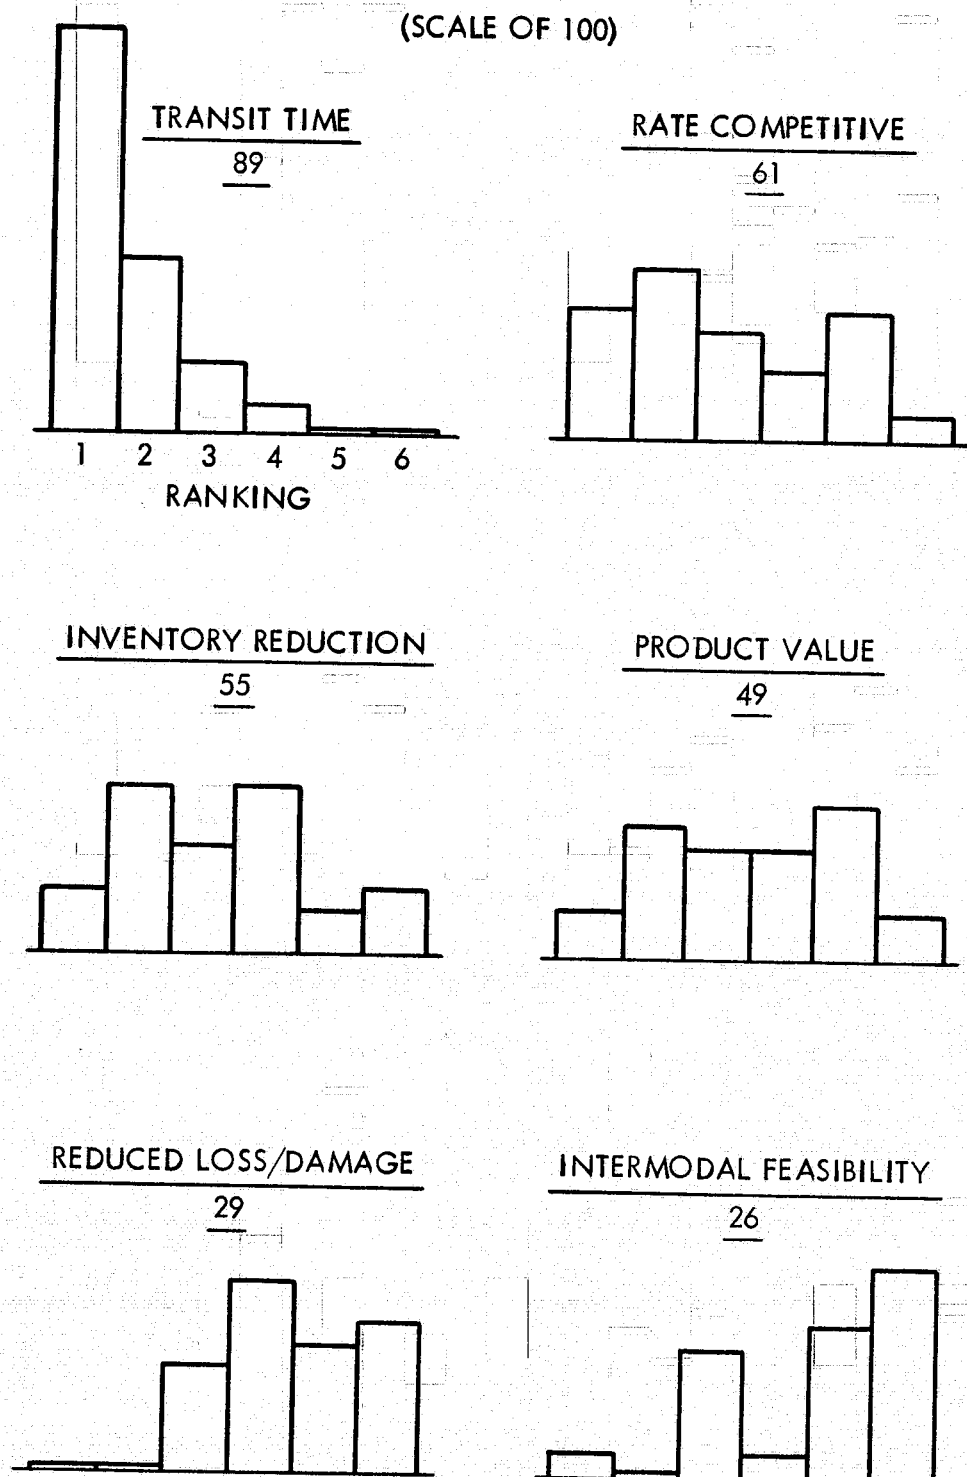 (SCALE OF 100)
TRANSIT TIME
89
RATE COMPETITIVE
61
1 2 3 4 5 6
RANKING
INVENTORY REDUCTION
55
PRODUCT VALUE
49
REDUCED LOSS/DAMAGE
29
INTERMODAL FEASIBILITY
26